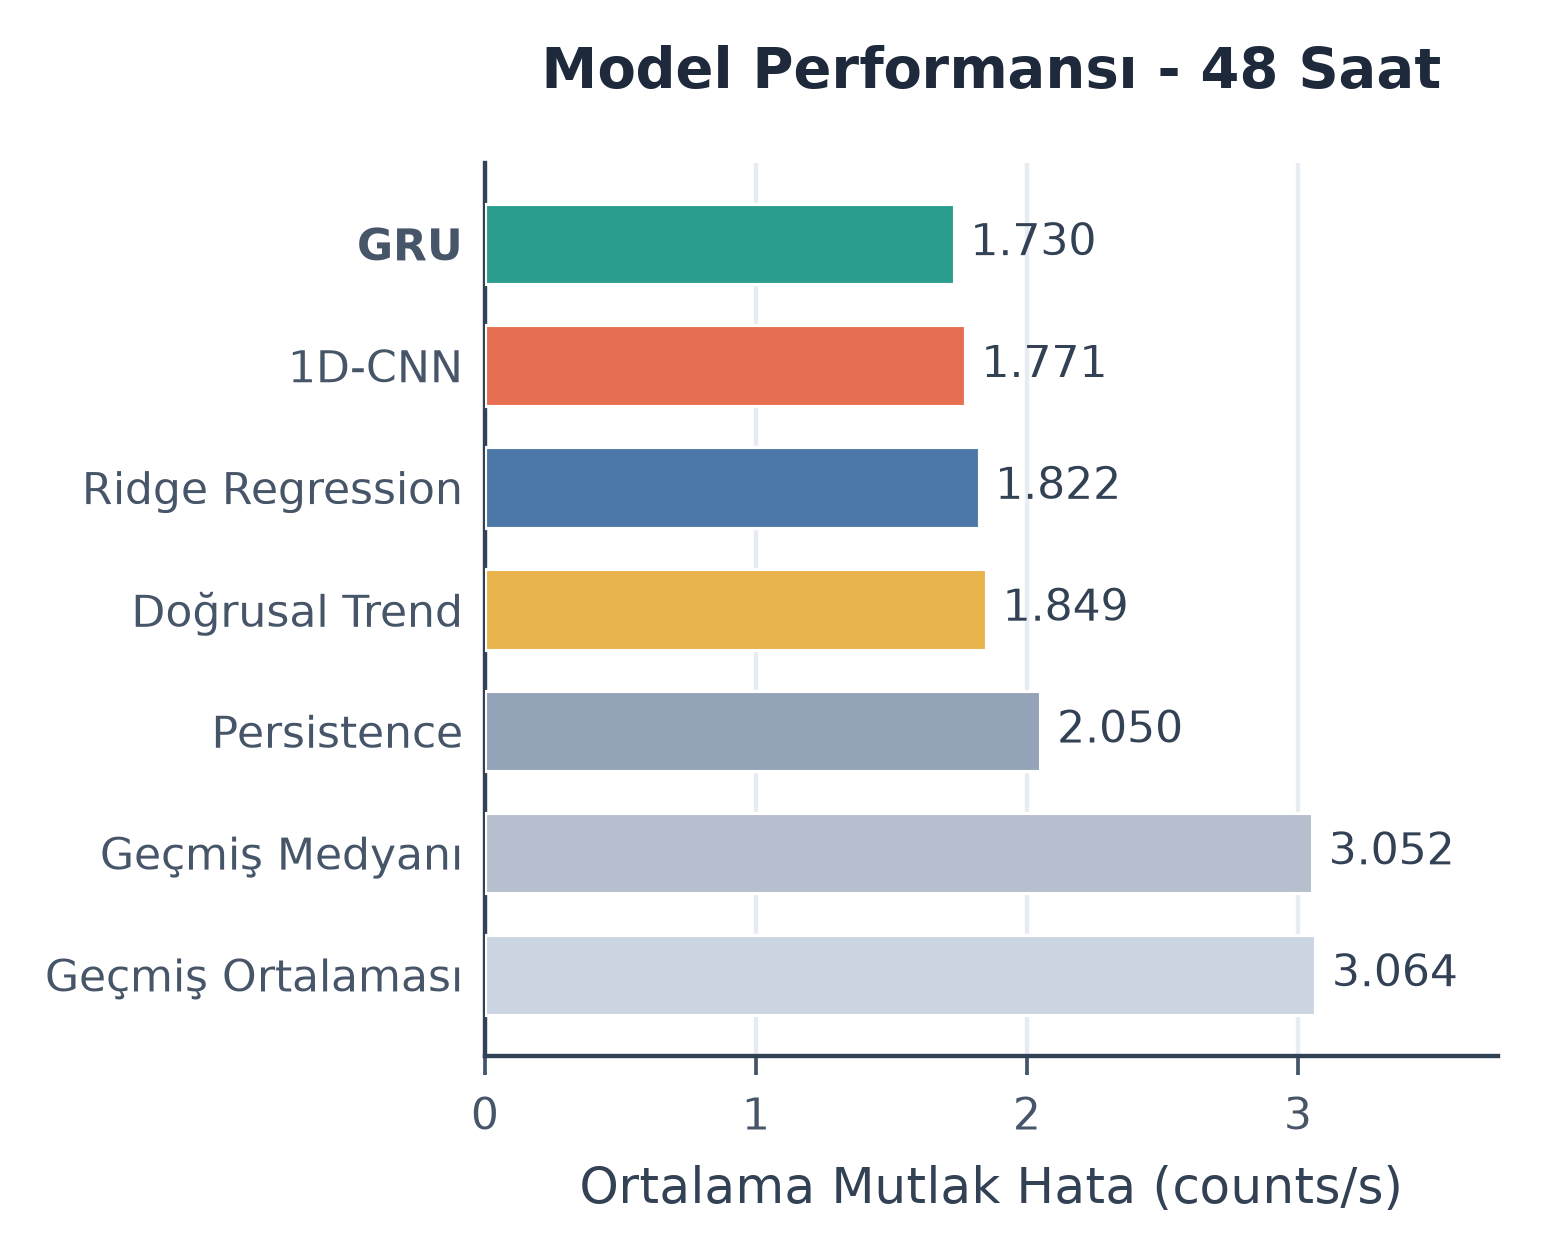 Model Performansı - 48 Saat
GRU 1.730
1D-CNN 1.771
Ridge Regression 1.822
Doğrusal Trend 1.849
Persistence 2.050
Geçmiş Medyanı 3.052
Geçmiş Ortalaması 3.064
0 1 2 3
Ortalama Mutlak Hata (counts/s)